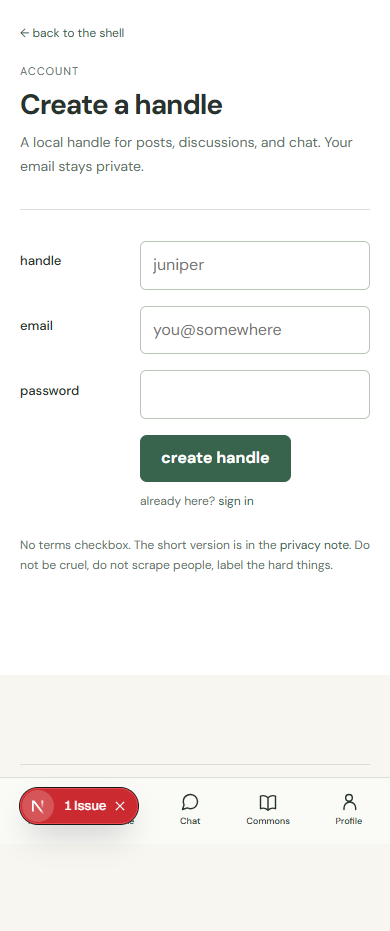 ← back to the shell
ACCOUNT
Create a handle
A local handle for posts, discussions, and chat. Your
email stays private.
handle
juniper
email
you@somewhere
password
create handle
already here? sign in
No terms checkbox. The short version is in the privacy note. Do
not be cruel, do not scrape people, label the hard things.
N
1 Issue
Chat
Commons
Profile